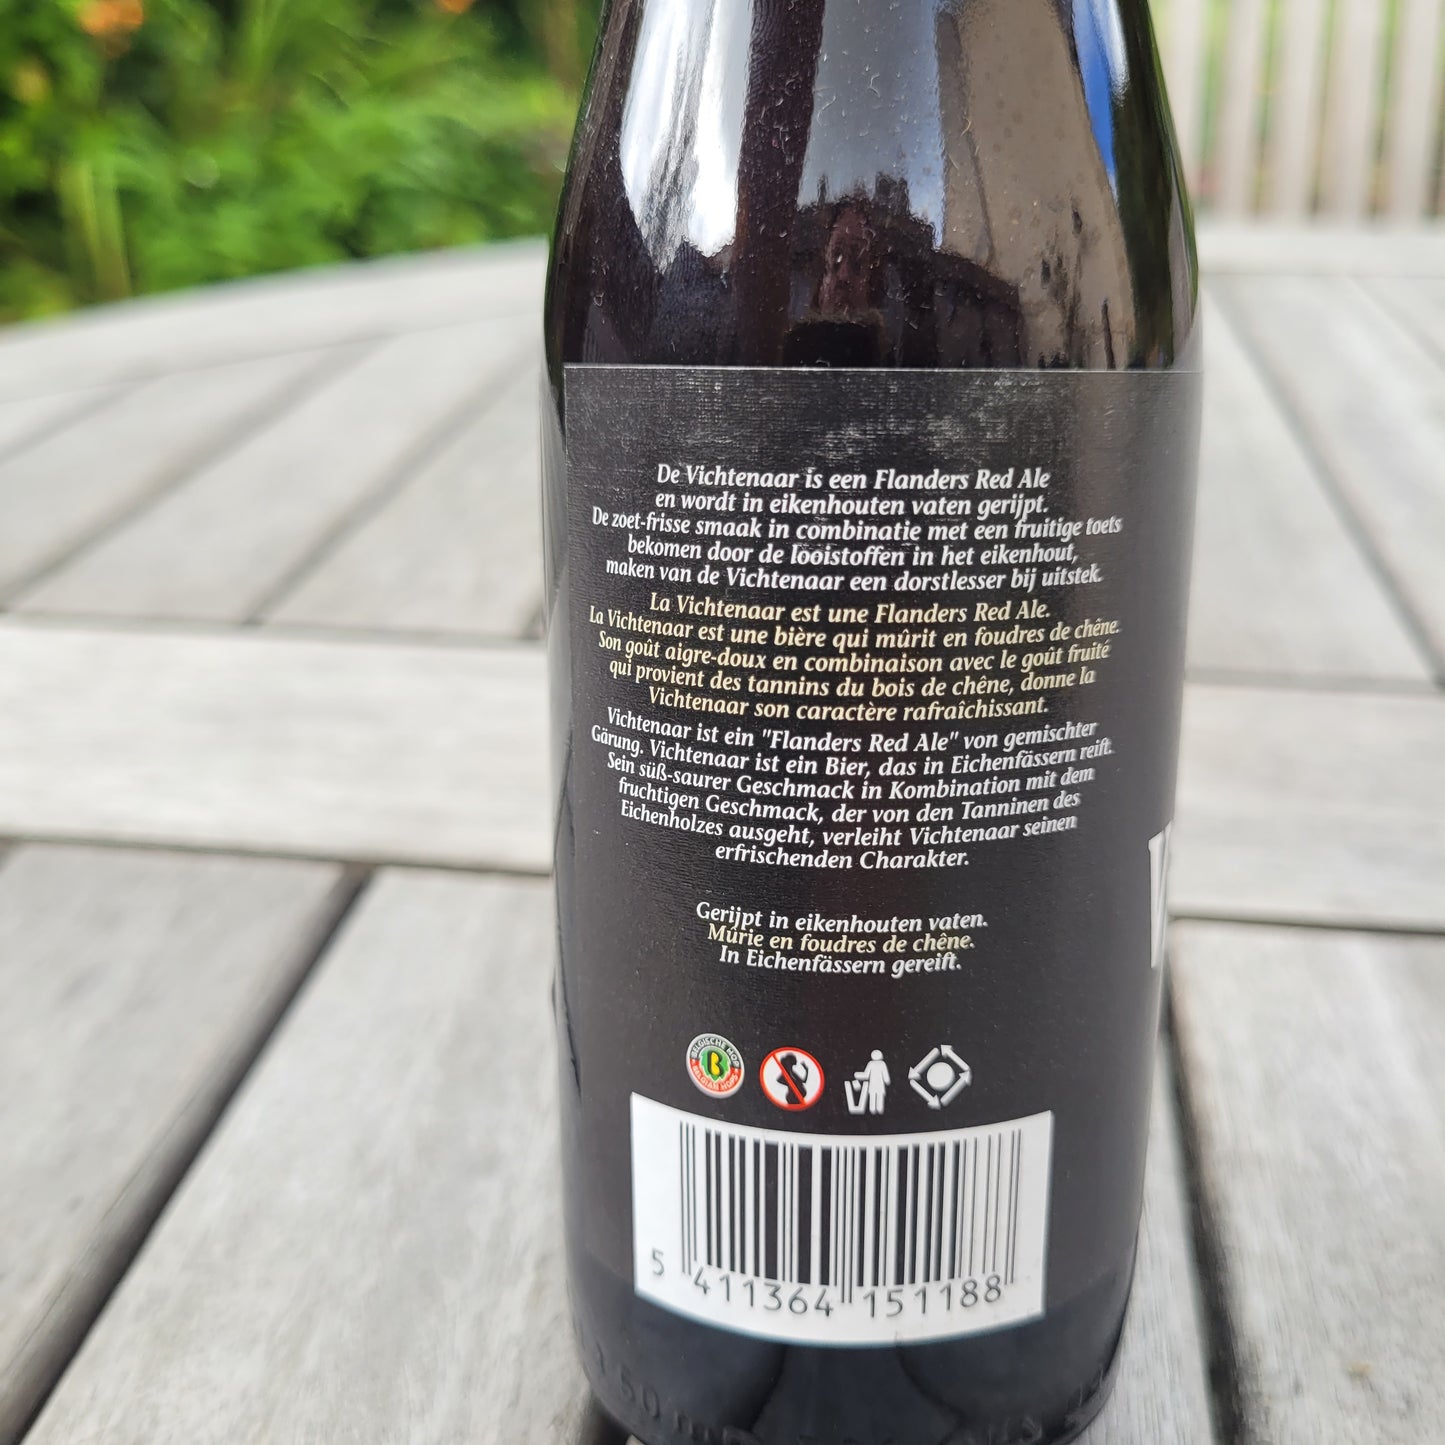 De Vichtenaar is een Flanders Red Ale
en wordt in eikenhouten vaten gerijpt.
De zoet-frisse smaak in combinatie met een fruitige toets
bekomen door de looistoffen in het eikenhout,
maken van de Vichtenaar een dorstlesser bij uitstek.
La Vichtenaar est une Flanders Red Ale.
La Vichtenaar est une bière qui mûrit en foudres de chêne.
Son goût aigre-doux en combinaison avec le goût fruité
qui provient des tannins du bois de chêne, donne la
Vichtenaar son caractère rafraîchissant.
Vichtenaar ist ein "Flanders Red Ale" von gemischter
Gärung. Vichtenaar ist ein Bier, das in Eichenfässern reift.
Sein süß-saurer Geschmack in Kombination mit dem
fruchtigen Geschmack, der von den Tanninen des
Eichenholzes ausgeht, verleiht Vichtenaar seinen
erfrischenden Charakter.
Gerijpt in eikenhouten vaten.
Mûrie en foudres de chêne.
In Eichenfässern gereift.
BELGISCHE HOP
B
BELGIAN HOPS
5 411364 151188